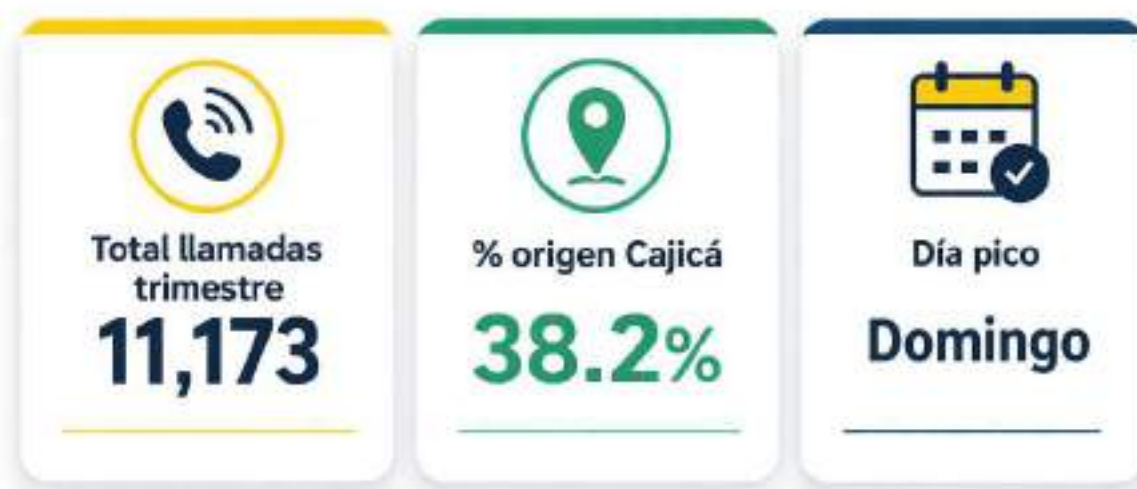 Total llamadas
trimestre
11,173
% origen Cajicá
38.2%
Día pico
Domingo